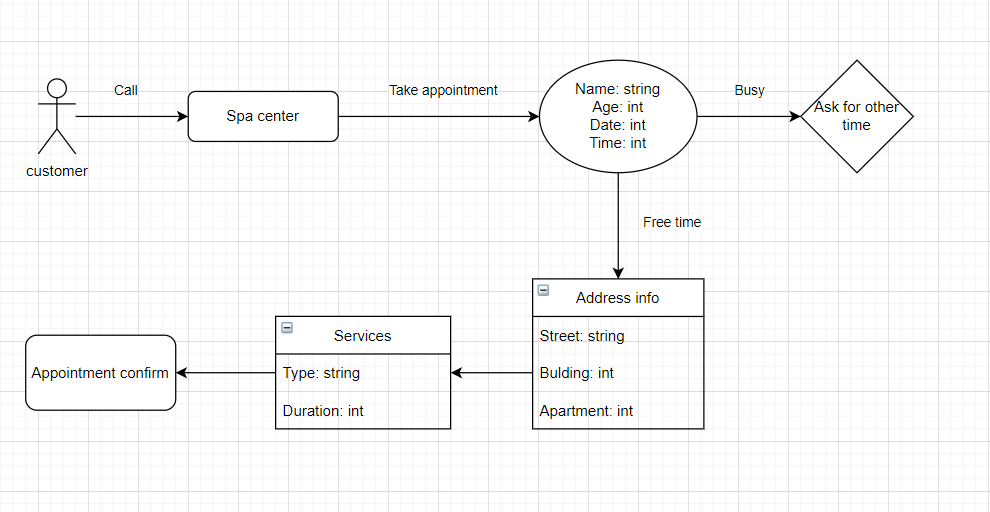 Call
Take appointment
Busy
Spa center
Name: string
Age: int
Date: int
Time: int
Ask for other
time
customer
Free time
Address info
Street: string
Bulding: int
Apartment: int
Services
Type: string
Duration: int
Appointment confirm